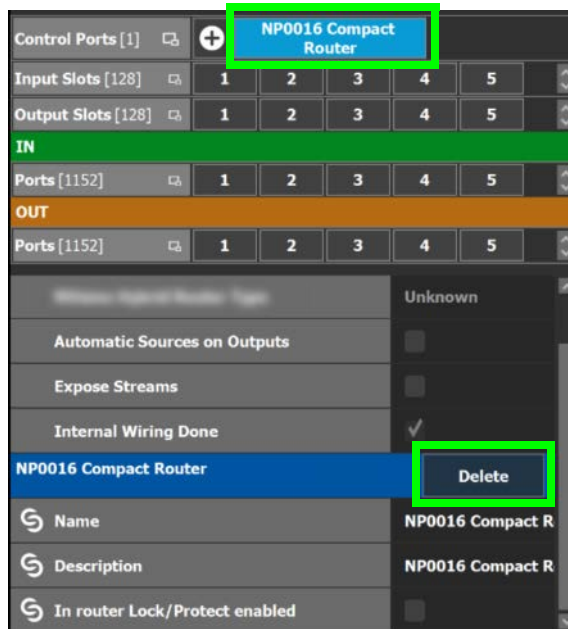 Control Ports [1]
NP0016 Compact
Router
Input Slots [128] 1 2 3 4 5
Output Slots [128] 1 2 3 4 5
IN
Ports [1152] 1 2 3 4 5
OUT
Ports [1152] 1 2 3 4 5
Unknown
Automatic Sources on Outputs
Expose Streams
Internal Wiring Done
NP0016 Compact Router Delete
Name NP0016 Compact R
Description NP0016 Compact R
In router Lock/Protect enabled